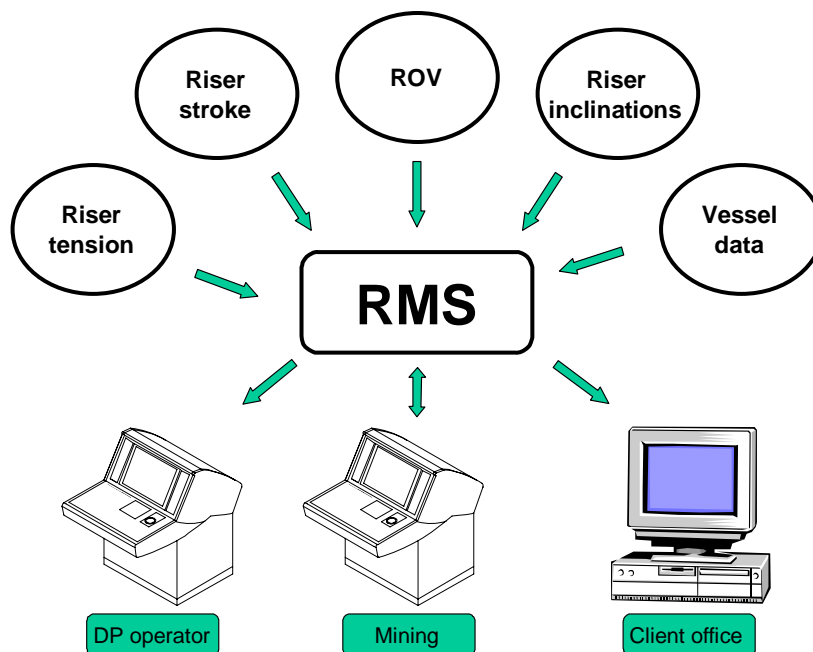 Riser
stroke
ROV
Riser
inclinations
Riser
tension
Vessel
data
RMS
DP operator
Mining
Client office